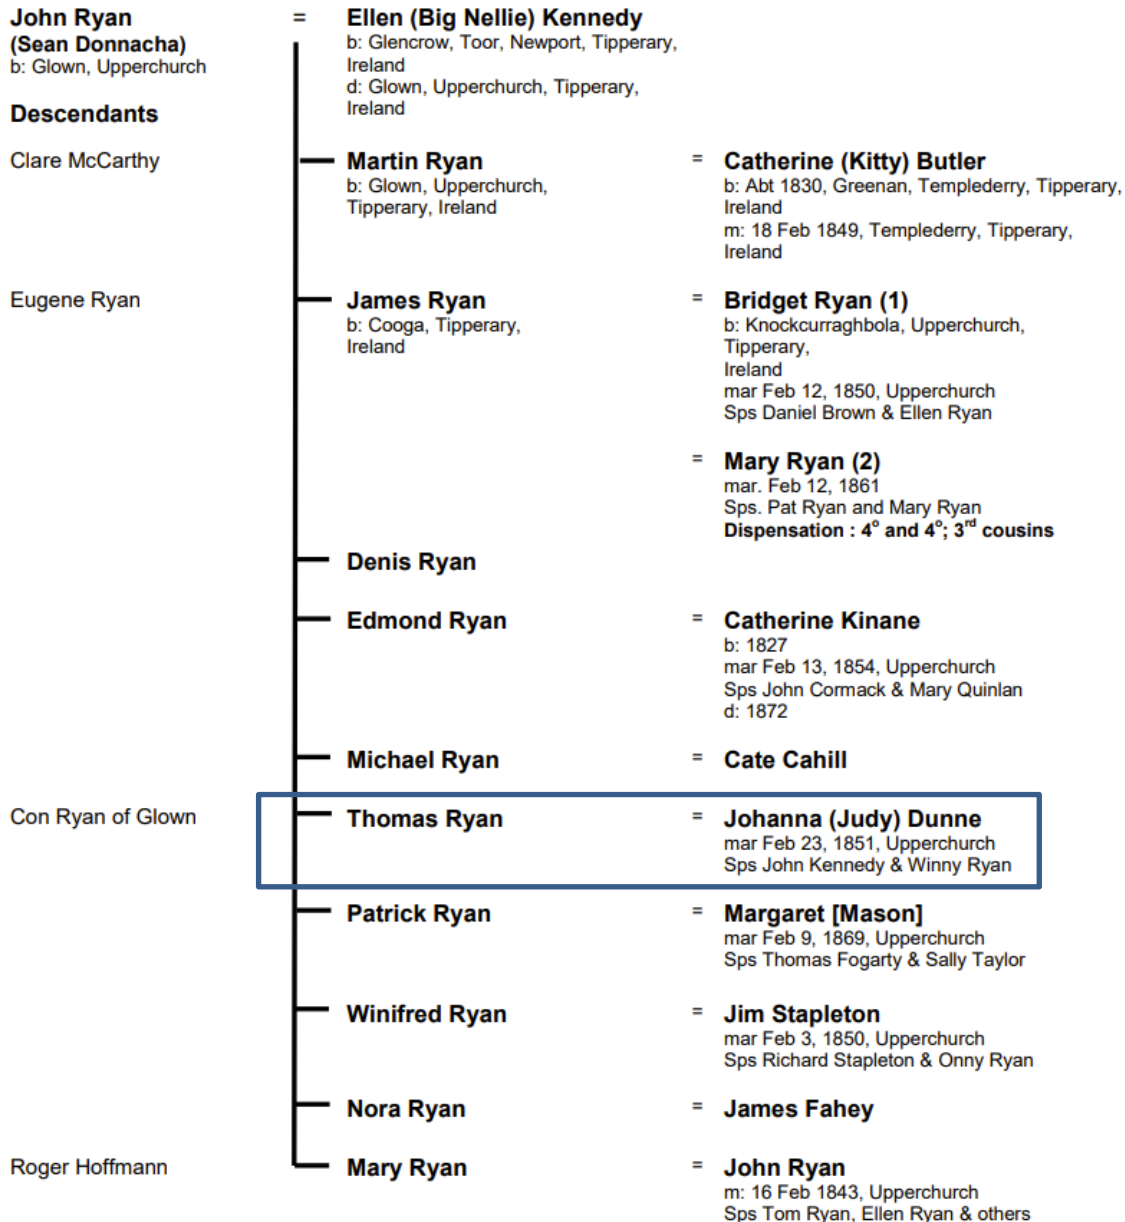 John Ryan = Ellen (Big Nellie) Kennedy
(Sean Donnacha)
b: Glown, Upperchurch
b: Glencrow, Toor, Newport, Tipperary,
Ireland
d: Glown, Upperchurch, Tipperary,
Ireland
Descendants
Clare McCarthy
Martin Ryan
b: Glown, Upperchurch,
Tipperary, Ireland
= Catherine (Kitty) Butler
b: Abt 1830, Greenan, Templederry, Tipperary,
Ireland
m: 18 Feb 1849, Templederry, Tipperary,
Ireland
Eugene Ryan
James Ryan
b: Cooga, Tipperary,
Ireland
= Bridget Ryan (1)
b: Knockcurraghbola, Upperchurch,
Tipperary,
Ireland
mar Feb 12, 1850, Upperchurch
Sps Daniel Brown & Ellen Ryan
= Mary Ryan (2)
mar. Feb 12, 1861
Sps. Pat Ryan and Mary Ryan
Dispensation : 4° and 4°; 3rd cousins
Denis Ryan
Edmond Ryan
= Catherine Kinane
b: 1827
mar Feb 13, 1854, Upperchurch
Sps John Cormack & Mary Quinlan
d: 1872
Michael Ryan = Cate Cahill
Con Ryan of Glown
Thomas Ryan
= Johanna (Judy) Dunne
mar Feb 23, 1851, Upperchurch
Sps John Kennedy & Winny Ryan
Patrick Ryan
= Margaret [Mason]
mar Feb 9, 1869, Upperchurch
Sps Thomas Fogarty & Sally Taylor
Winifred Ryan
= Jim Stapleton
mar Feb 3, 1850, Upperchurch
Sps Richard Stapleton & Onny Ryan
Nora Ryan = James Fahey
Roger Hoffmann
Mary Ryan
= John Ryan
m: 16 Feb 1843, Upperchurch
Sps Tom Ryan, Ellen Ryan & others